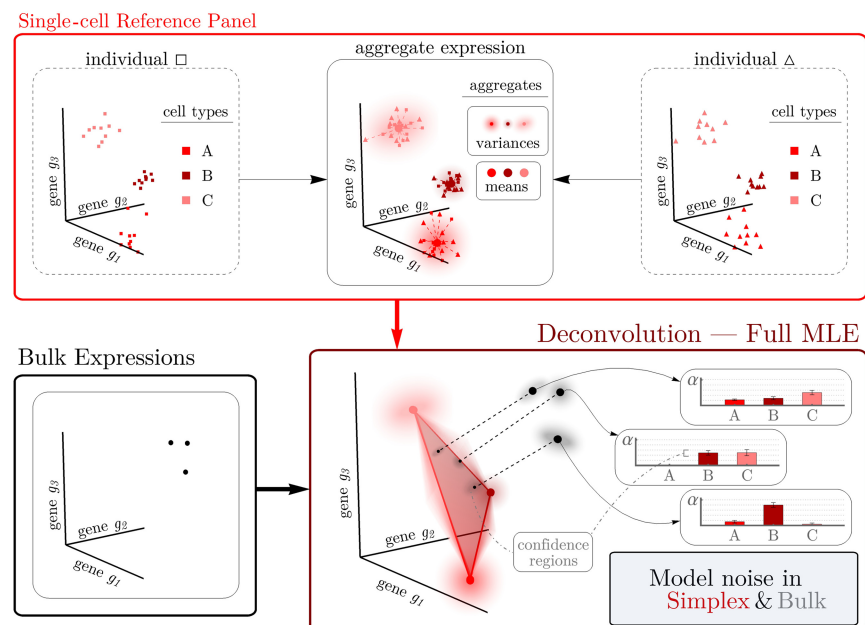 Single-cell Reference Panel
individual □
cell types
A
B
C
gene g3
gene g2
gene g1
aggregate expression
aggregates
variances
means
gene g3
gene g2
gene g1
individual △
cell types
A
B
C
gene g3
gene g2
gene g1
Bulk Expressions
gene g3
gene g2
gene g1
Deconvolution — Full MLE
gene g3
gene g2
gene g1
α
A B C
α
A B C
α
A B C
confidence
regions
Model noise in
Simplex & Bulk